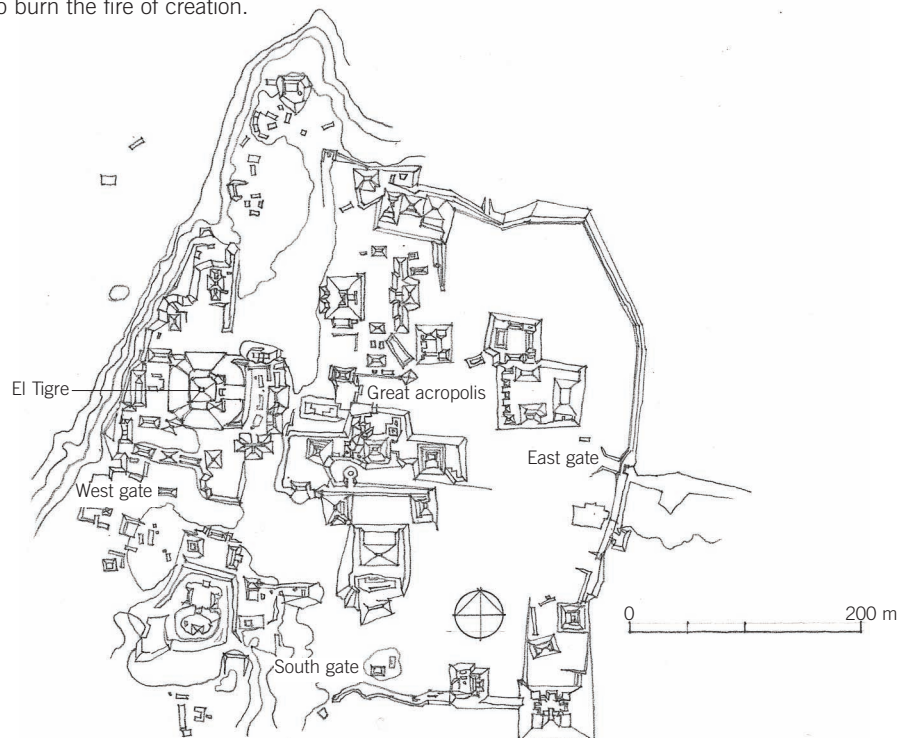 o burn the fire of creation.
El Tigre
Great acropolis
East gate
West gate
0 200 m
South gate